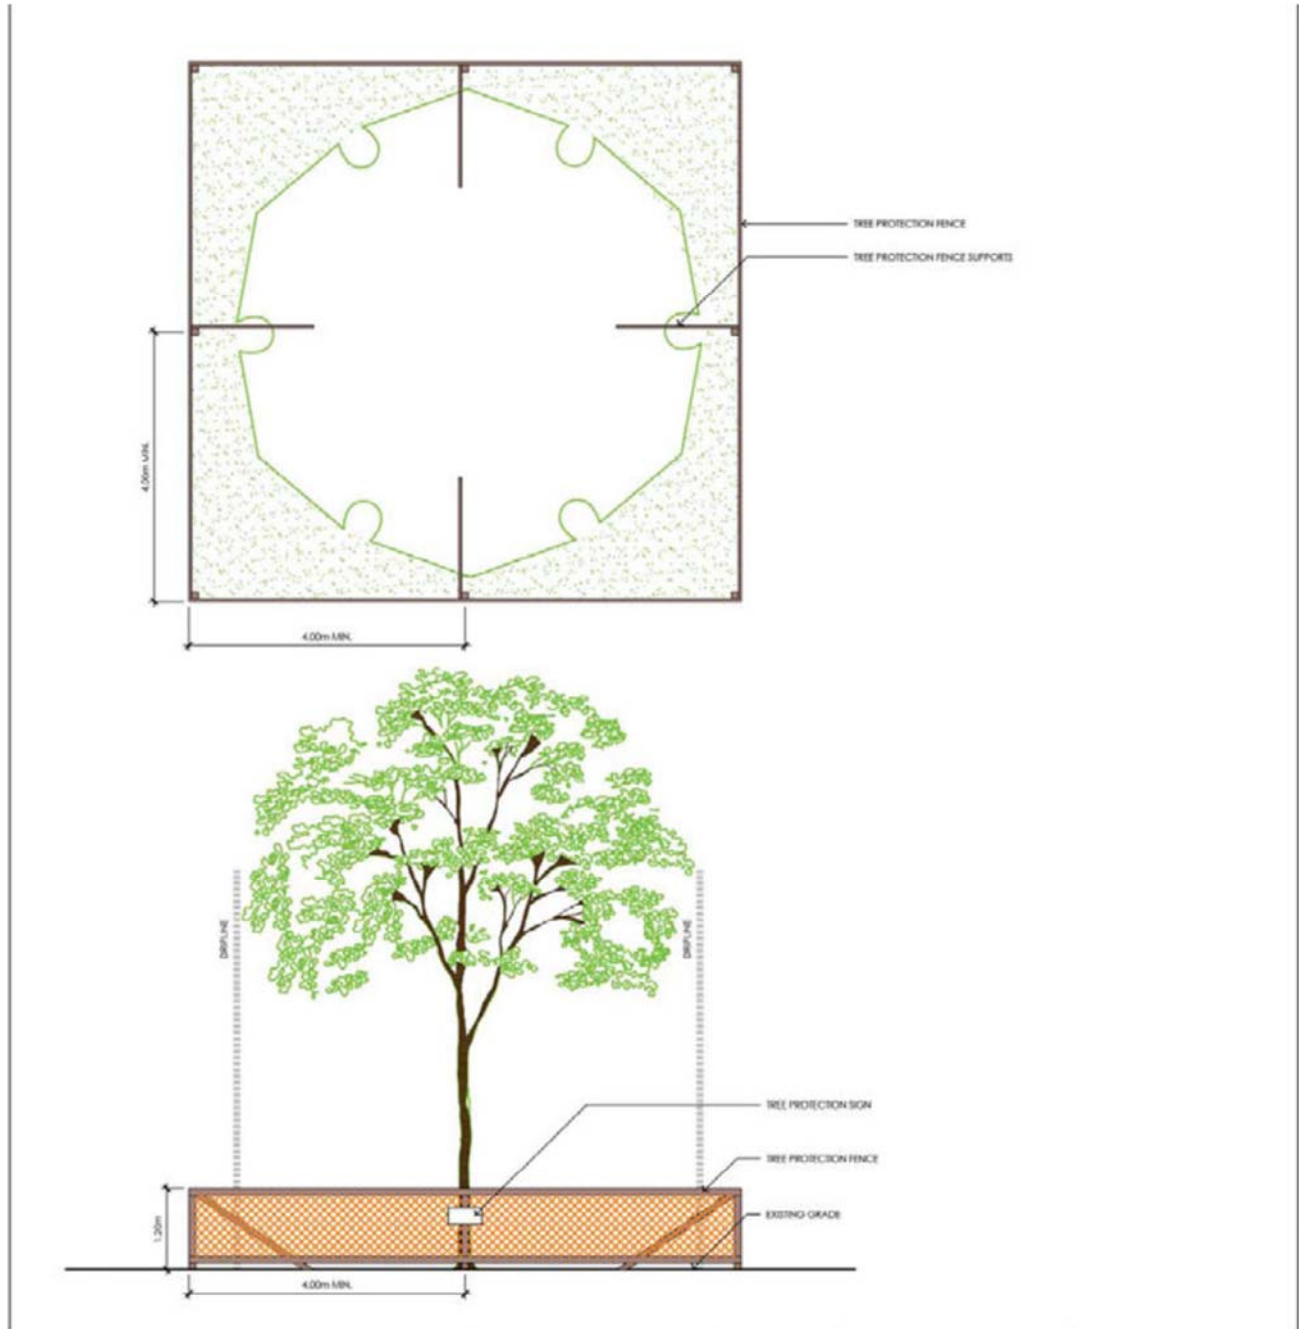 TREE PROTECTION FENCE
TREE PROTECTION FENCE SUPPORTS
4.00m MIN.
4.00m MIN.
DRIPLINE
DRIPLINE
TREE PROTECTION SIGN
TREE PROTECTION FENCE
1.20m
EXISTING GRADE
4.00m MIN.